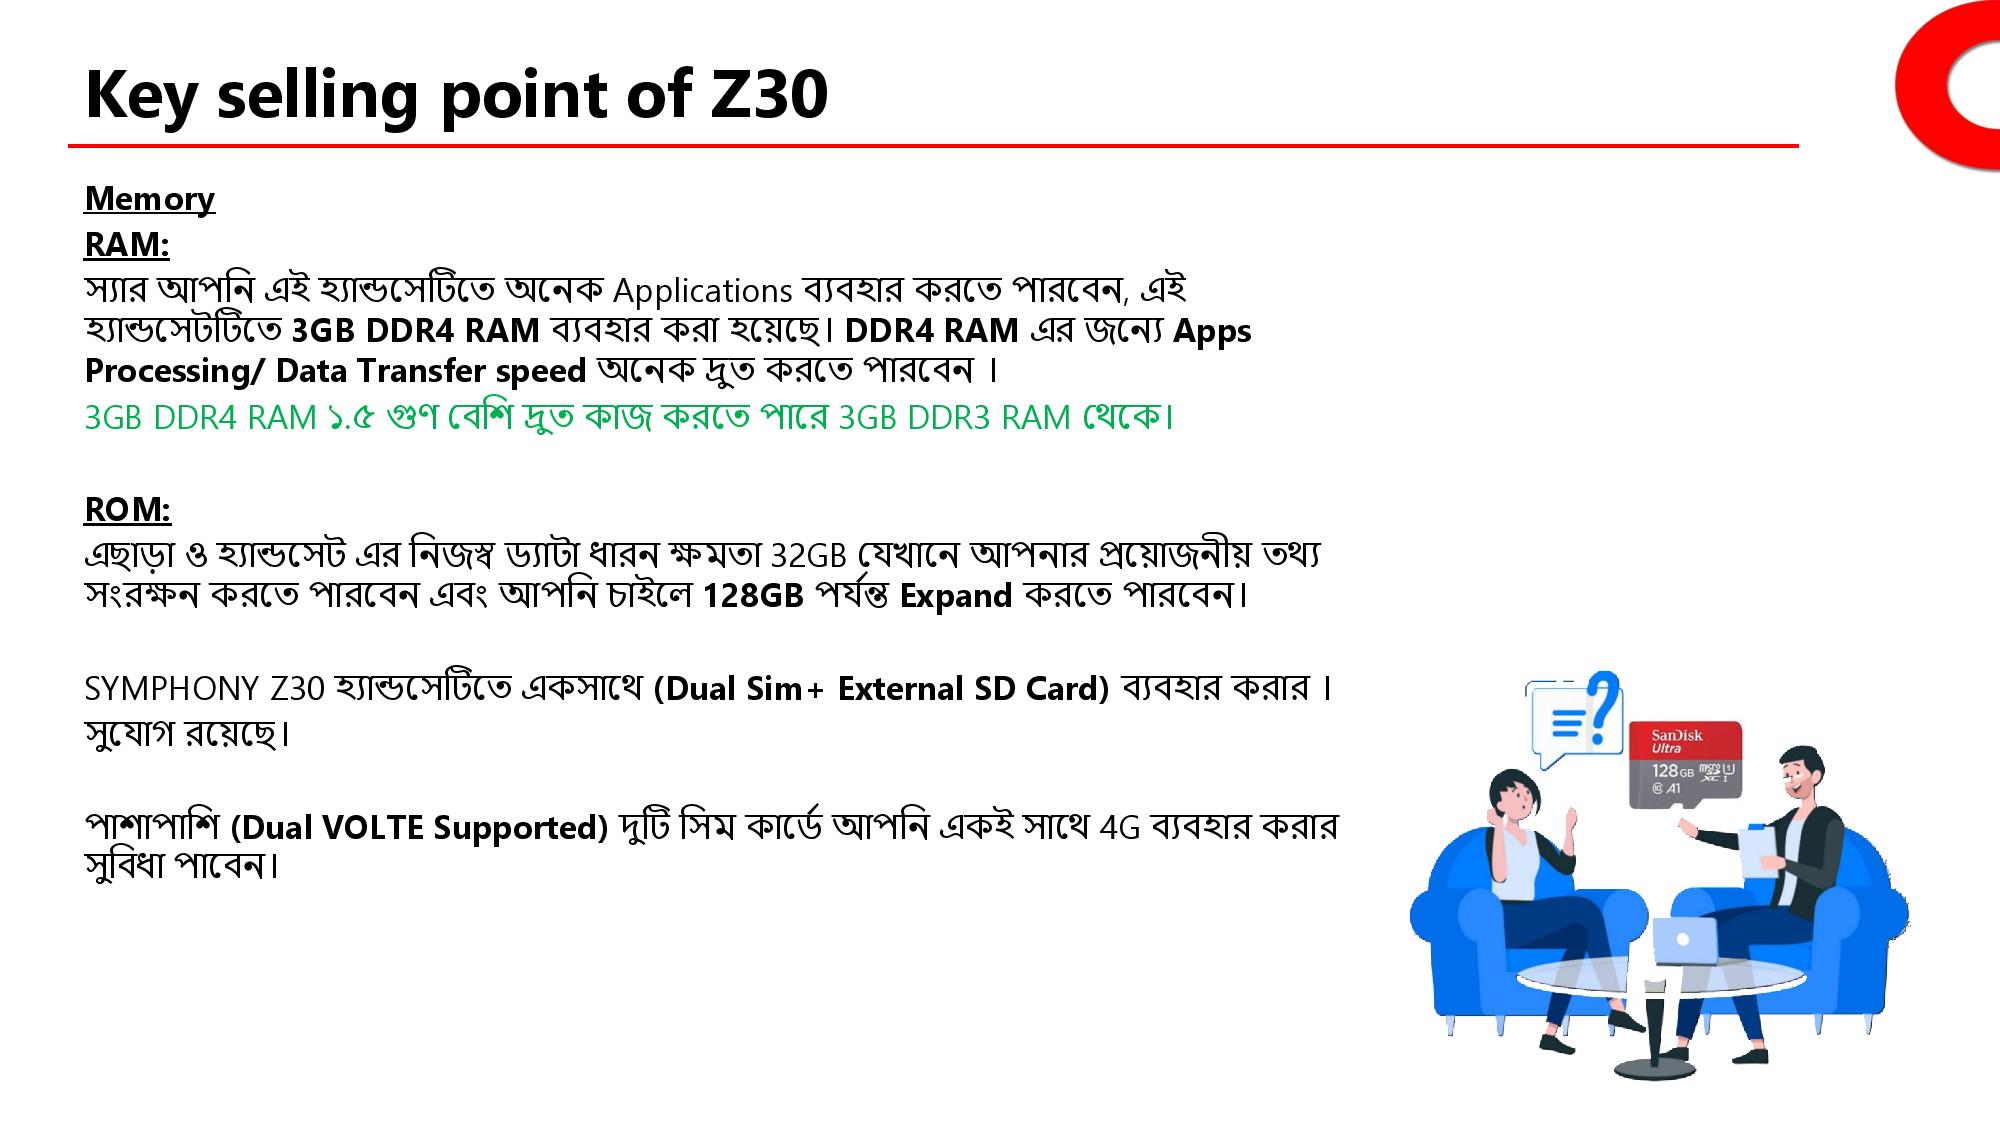 Key selling point of Z30
Memory
RAM:
স্যার আপনি এই হ্যান্ডসেটিতে অনেক Applications ব্যবহার করতে পারবেন, এই
হ্যান্ডসেটটিতে 3GB DDR4 RAM ব্যবহার করা হয়েছে। DDR4 RAM এর জন্যে Apps
Processing/ Data Transfer speed অনেক দ্রুত করতে পারবেন ।
3GB DDR4 RAM ১.৫ গুণ বেশি দ্রুত কাজ করতে পারে 3GB DDR3 RAM থেকে।
ROM:
এছাড়া ও হ্যান্ডসেট এর নিজস্ব ড্যাটা ধারন ক্ষমতা 32GB যেখানে আপনার প্রয়োজনীয় তথ্য
সংরক্ষন করতে পারবেন এবং আপনি চাইলে 128GB পর্যন্ত Expand করতে পারবেন।
SYMPHONY Z30 হ্যান্ডসেটিতে একসাথে (Dual Sim+ External SD Card) ব্যবহার করার ।
সুযোগ রয়েছে।
পাশাপাশি (Dual VOLTE Supported) দুটি সিম কার্ডে আপনি একই সাথে 4G ব্যবহার করার
সুবিধা পাবেন।
SanDisk
Ultra
128GB microSD XC I U1
C10 A1